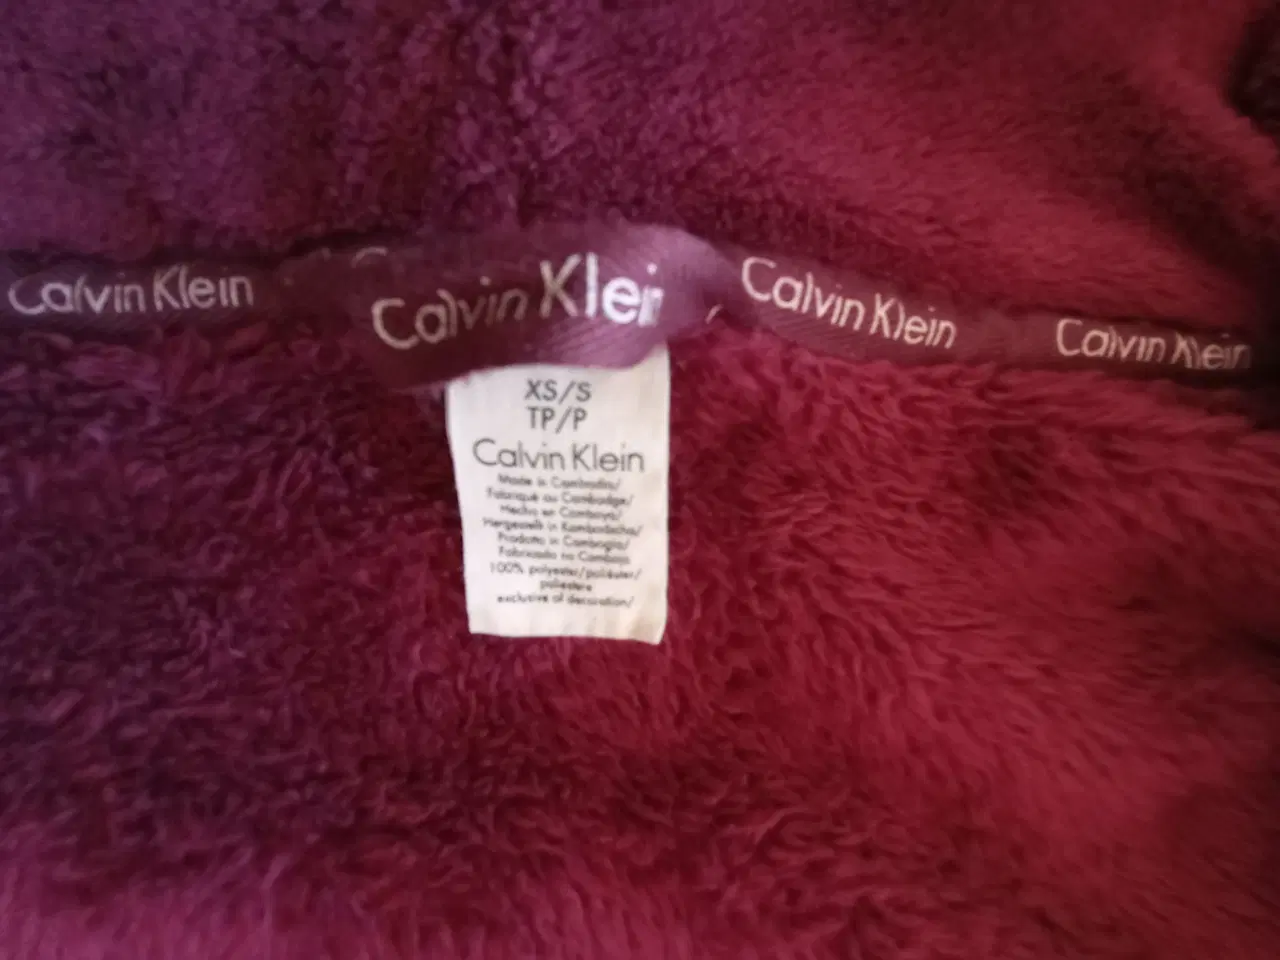 Calvin Klein
Calvin Klein
Calvin Klein
Calvin Klein
XS/S
TP/P
Calvin Klein
Made in Cambodia/
Fabriqué au Cambodge/
Hecho en Camboya/
Hergestellt in Kambodscha/
Prodotto in Cambogia/
Fabricado no Camboja
100% polyester/poliéster/
poliestere
exclusive of decoration/